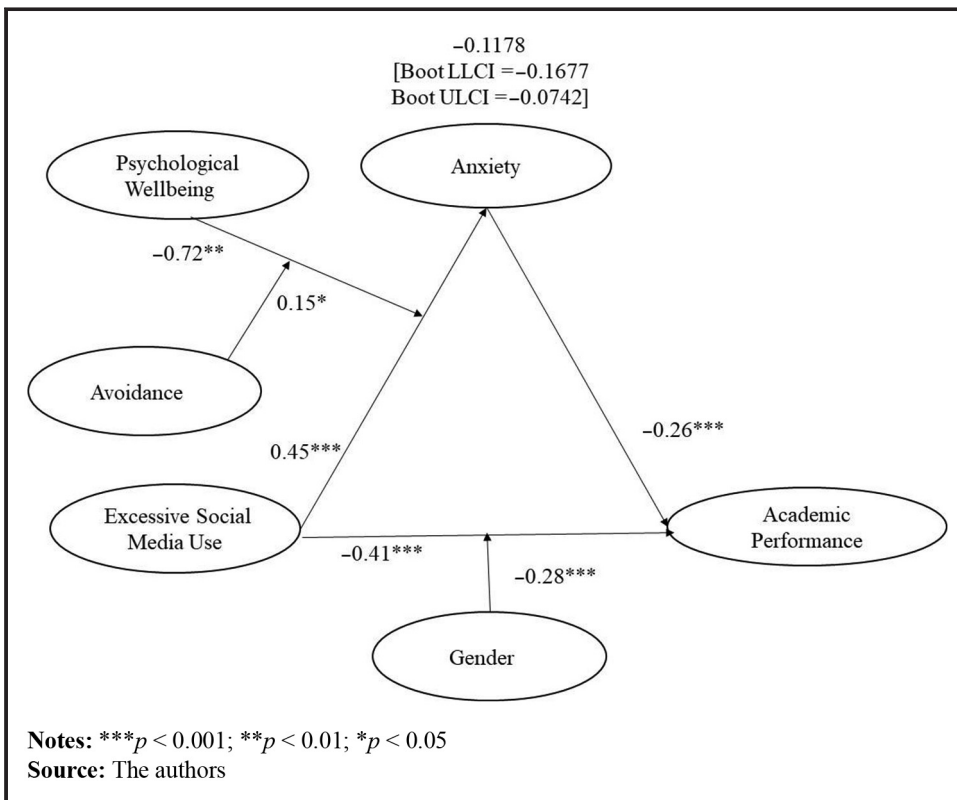 −0.1178
[Boot LLCI =−0.1677
Boot ULCI =−0.0742]
Psychological
Wellbeing
Anxiety
−0.72**
0.15*
Avoidance
0.45***
−0.26***
Excessive Social
Media Use
Academic
Performance
−0.41***
−0.28***
Gender
Notes: ***p < 0.001; **p < 0.01; *p < 0.05
Source: The authors